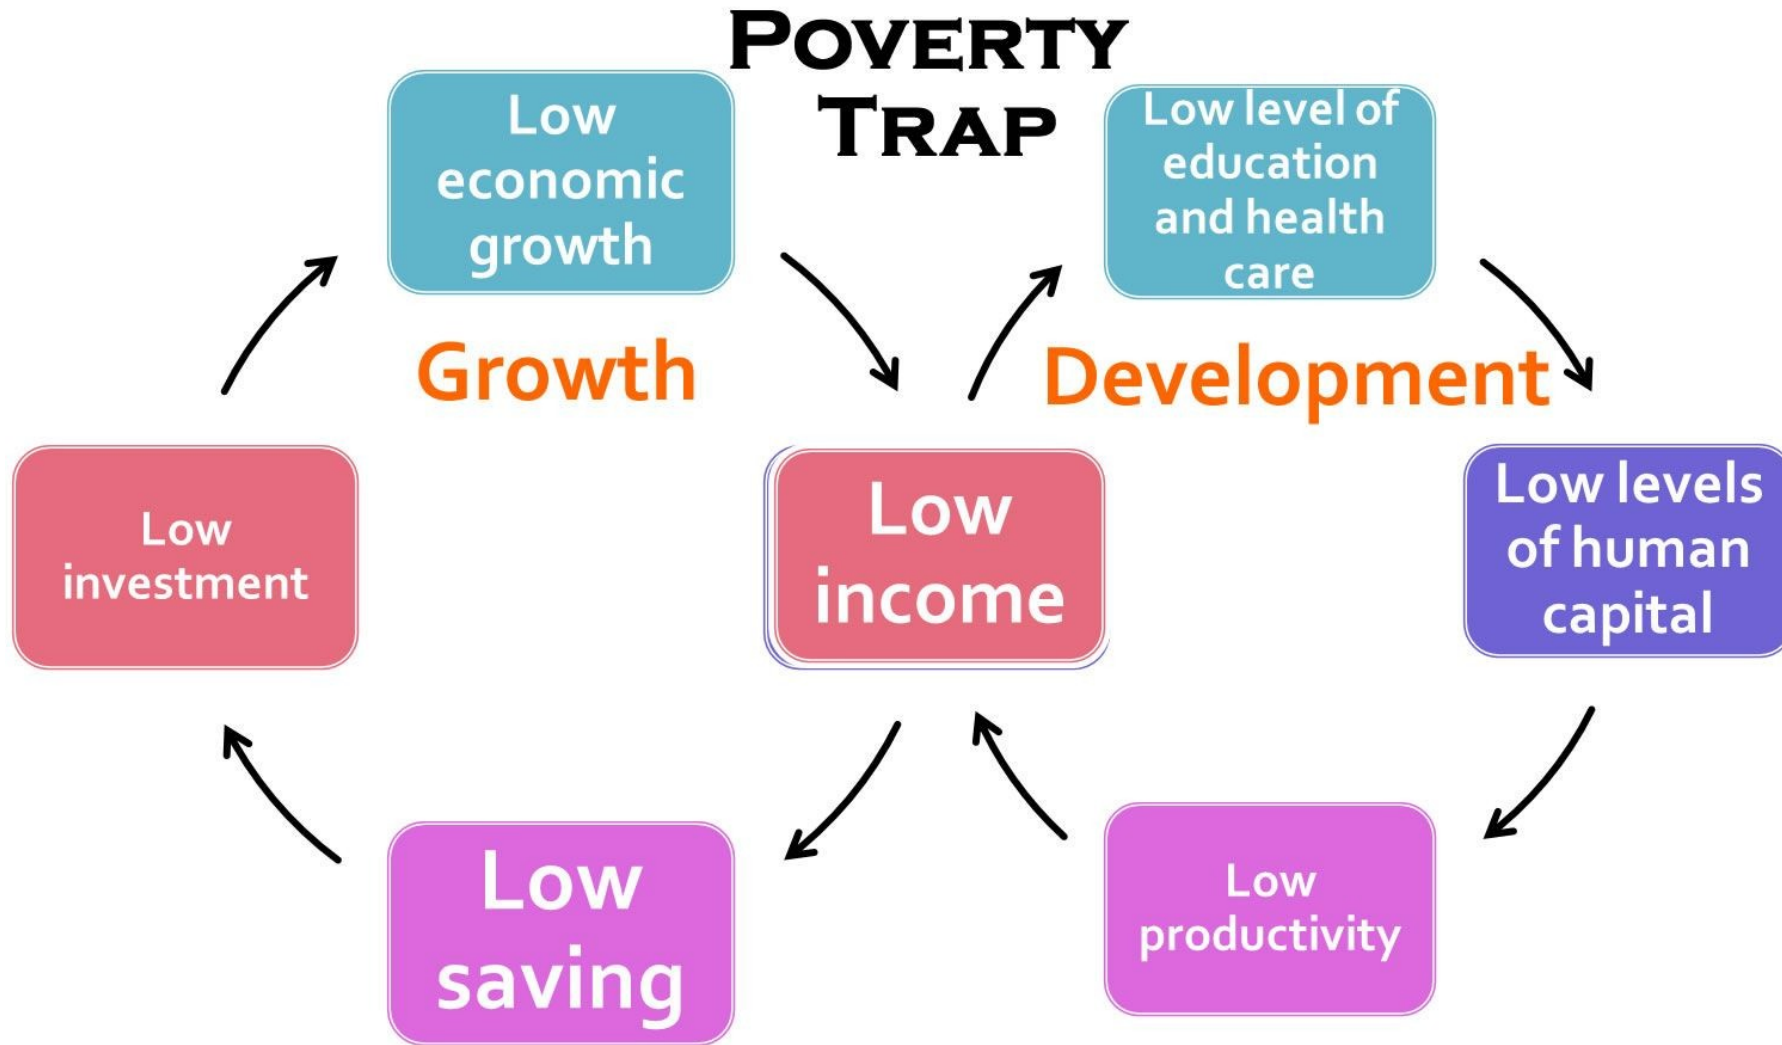 POVERTY
TRAP
Low
economic
growth
Low level of
education
and health
care
Growth
Development
Low
investment
Low
income
Low levels
of human
capital
Low
saving
Low
productivity